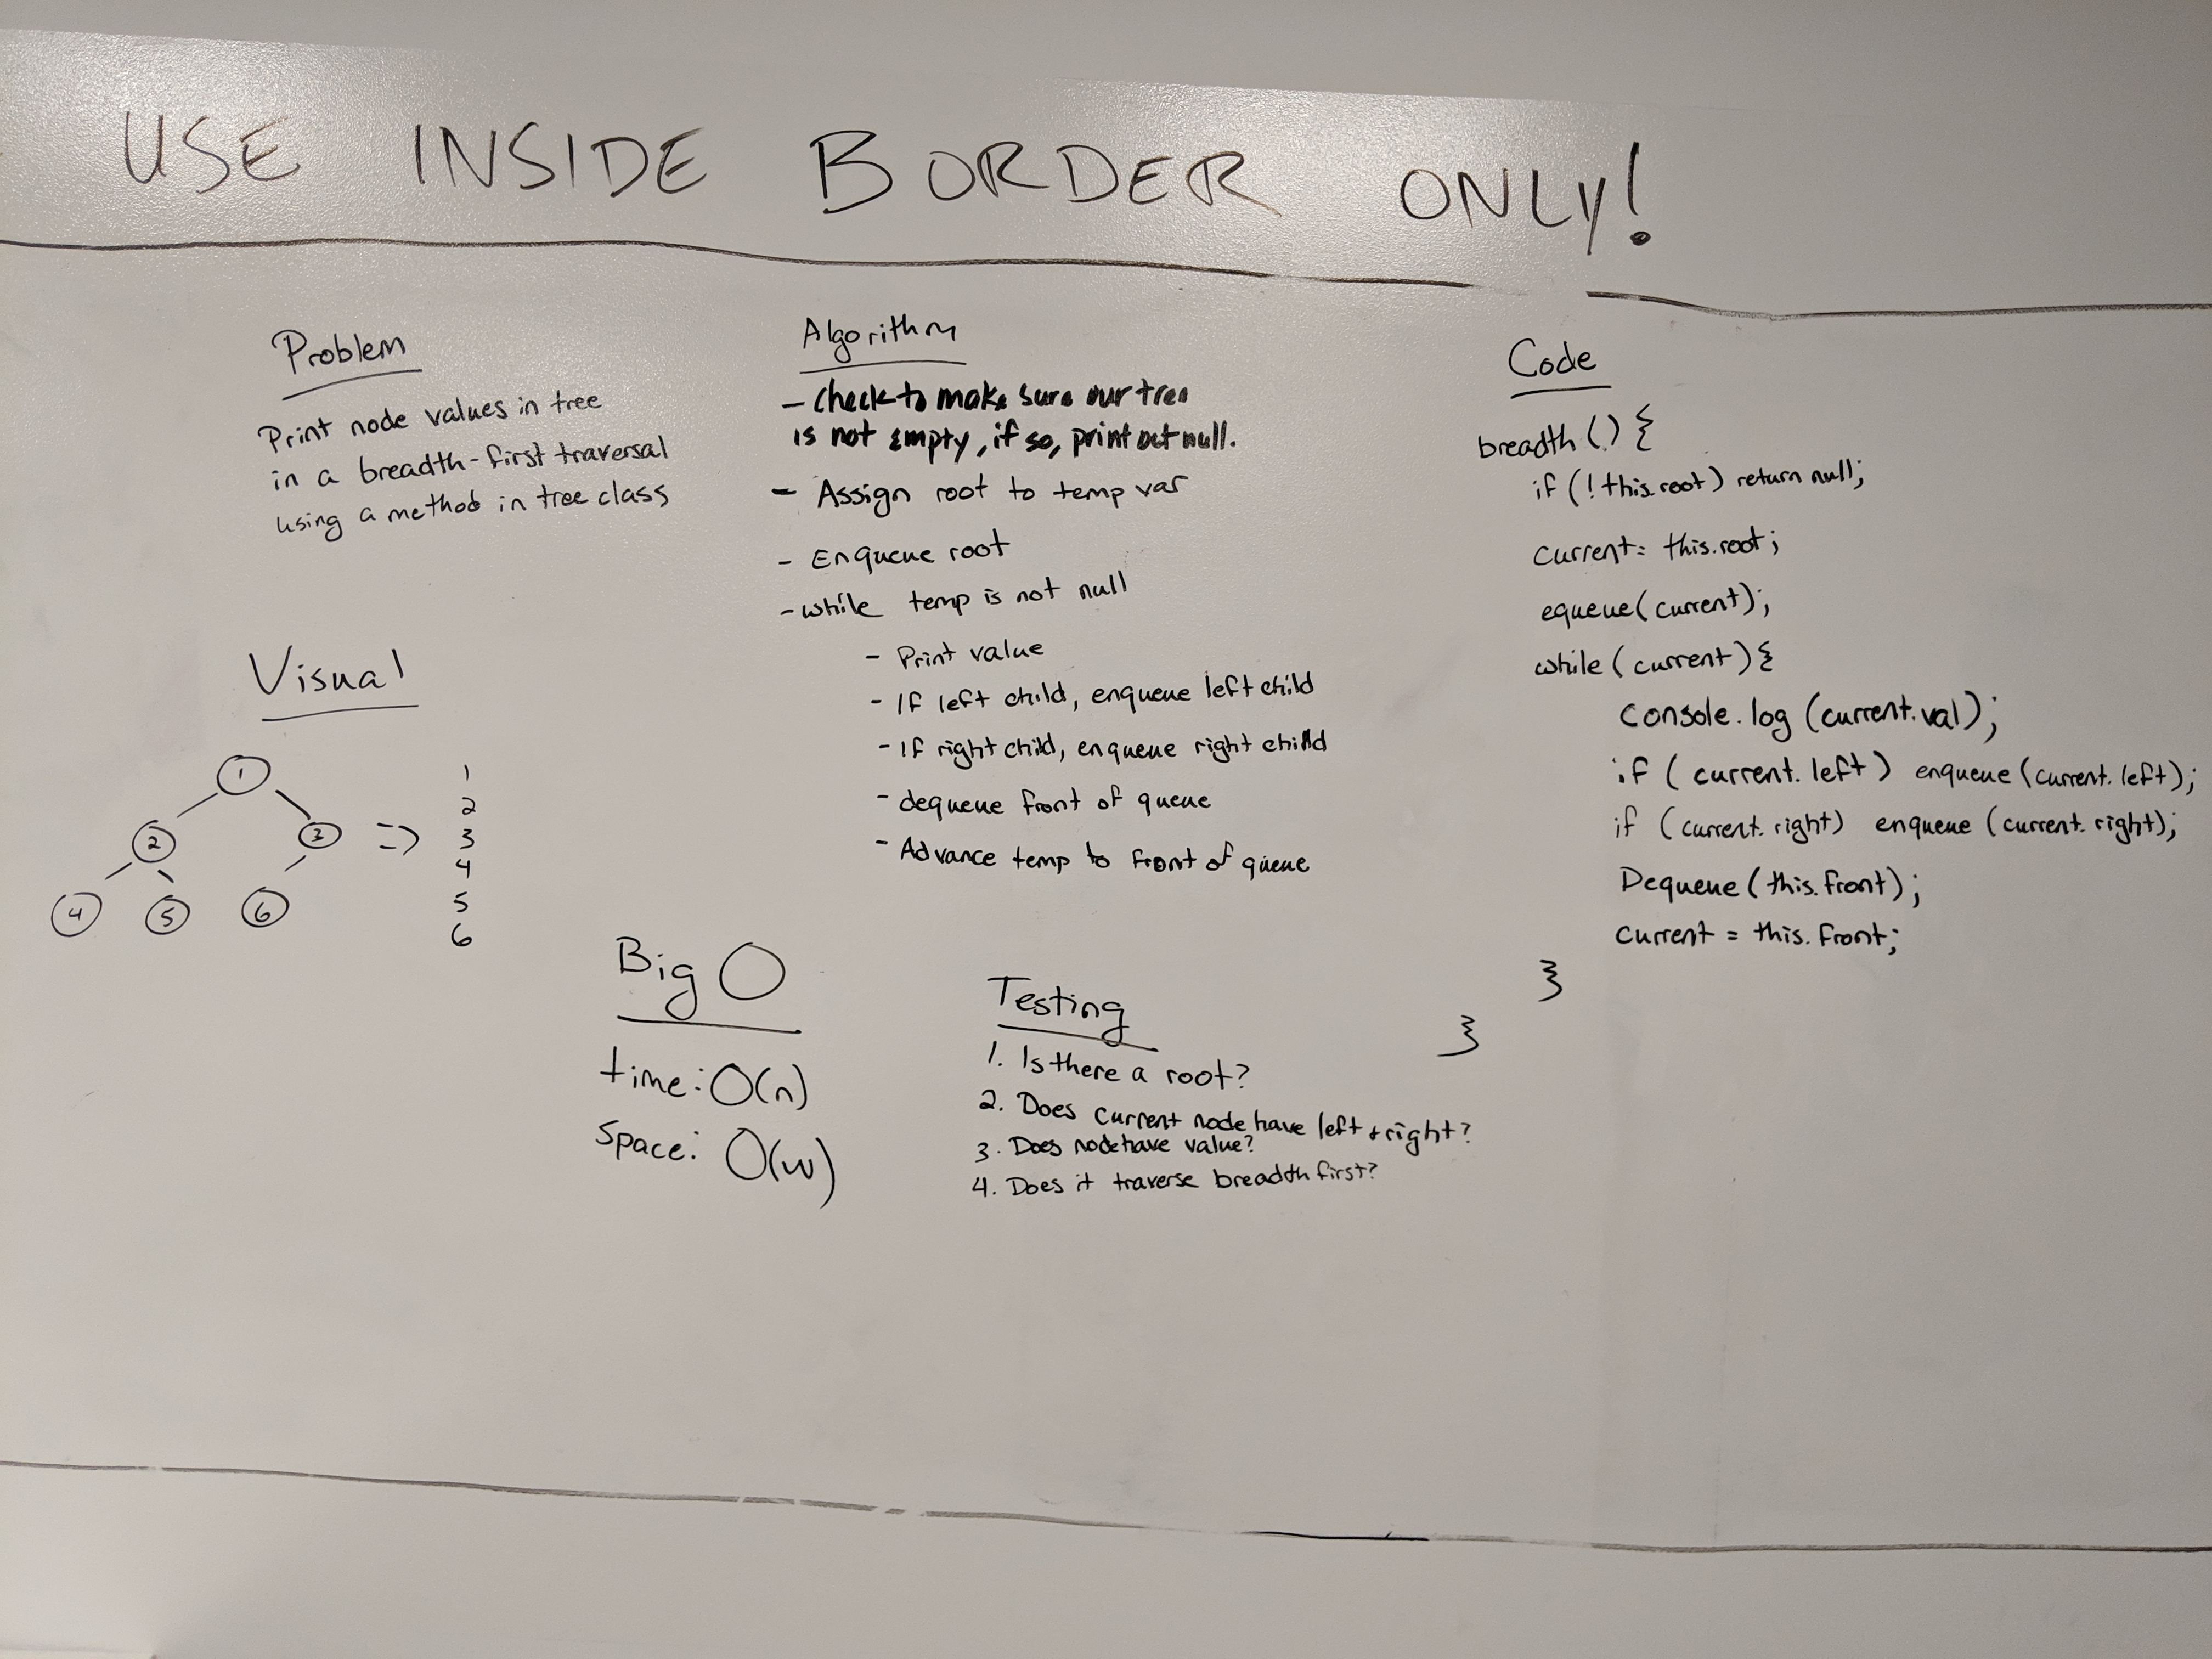 USE INSIDE BORDER ONLY!
Problem
Print node values in tree
in a breadth-first traversal
using a method in tree class
Visual
1
2 3
4 5 6
=>
1
2
3
4
5
6
Algorithm
- Check to make sure our tree
is not empty, if so, print out null.
- Assign root to temp var
- Enqueue root
- while temp is not null
- Print value
- If left child, enqueue left child
- If right child, enqueue right child
- dequeue front of queue
- Advance temp to front of queue
Big O
time: O(n)
Space: O(w)
Testing
1. Is there a root?
2. Does current node have left + right?
3. Does node have value?
4. Does it traverse breadth first?
Code
breadth () {
if (!this.root) return null;
current = this.root;
equeue(current);
while (current) {
Console.log (current.val);
if (current.left) enqueue (current.left);
if (current.right) enqueue (current.right);
Dequeue (this.front);
current = this.front;
}
}